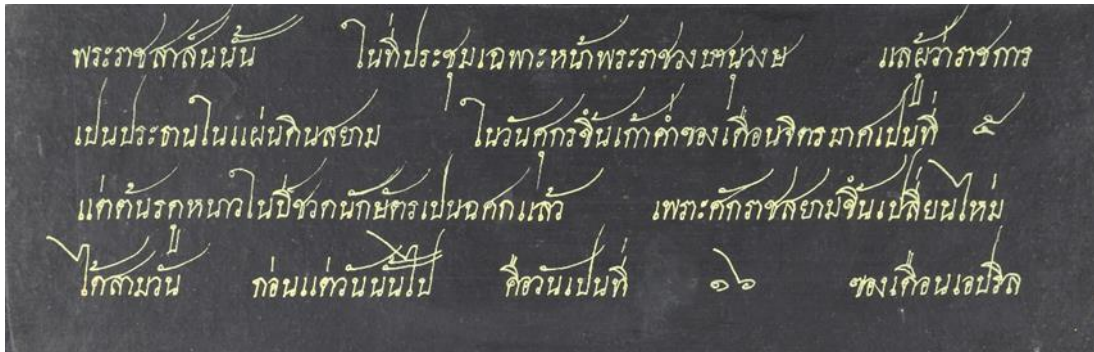 พระราชสาส์นนั้น ในที่ประชุมเฉพาะหน้าพระราชวงษานุวงษ แลผู้ว่าราชการ
เปนประธานในแผ่นดินสยาม ในวันศุกรขึ้นเก้าค่ำของเดือนจิตรมาศเปนที่ ๕
แต่ต้นรดูหนาวในปีชวดนักษัตรเปนฉศกแล้ว เพราะศักราชสยามขึ้นเปลี่ยนใหม่
ได้สามวัน ก่อนแต่วันนั้นไป คือวันเปนที่ ๑๖ ของเดือนเอปริล